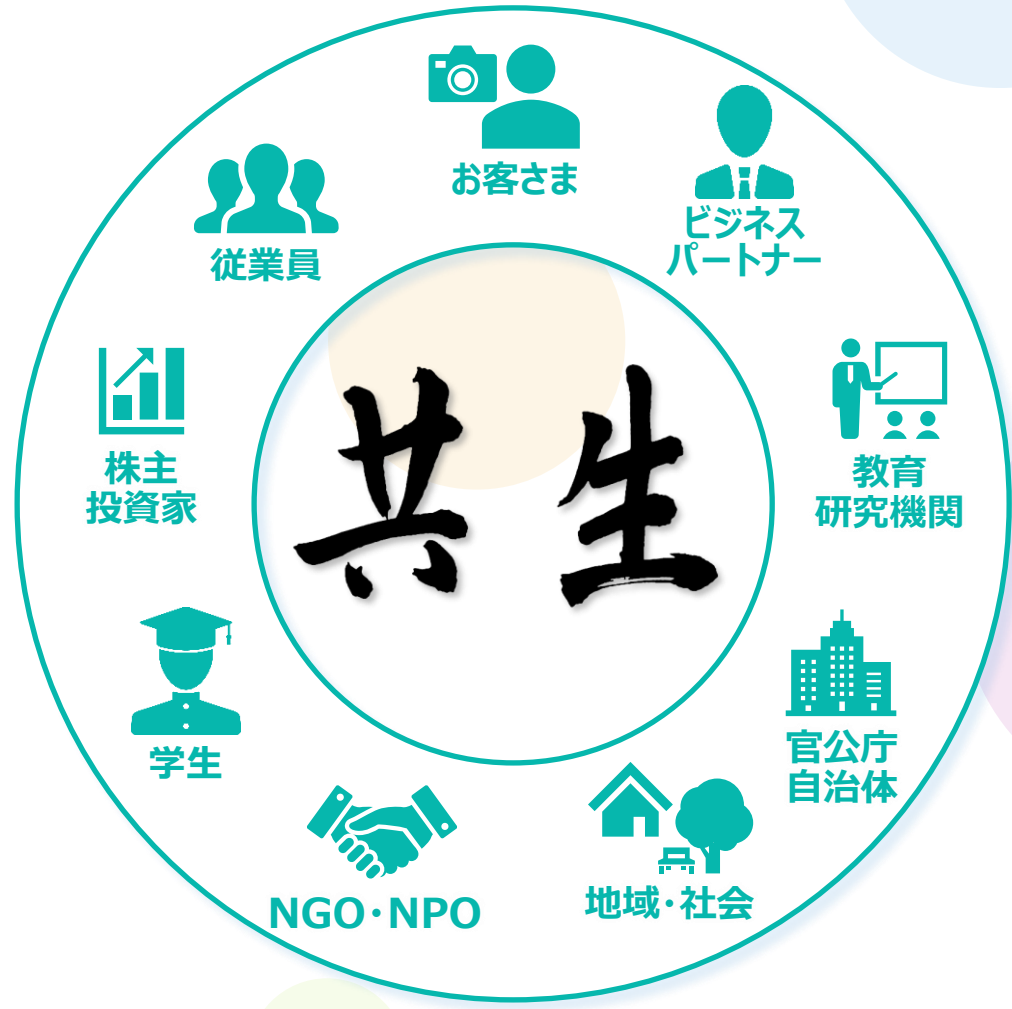 お客さま
ビジネス
パートナー
従業員
株主
投資家
共生
教育
研究機関
学生
官公庁
自治体
NGO・NPO
地域・社会